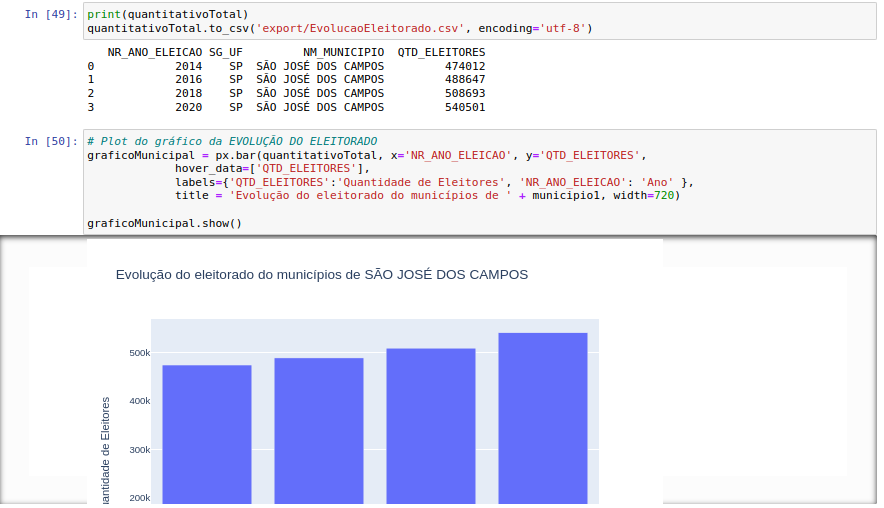 In [49]: print(quantitativoTotal)
quantitativoTotal.to_csv('export/EvolucaoEleitorado.csv', encoding='utf-8')
NR_ANO_ELEICAO SG_UF NM_MUNICIPIO QTD_ELEITORES
0 2014 SP SÃO JOSÉ DOS CAMPOS 474012
1 2016 SP SÃO JOSÉ DOS CAMPOS 488647
2 2018 SP SÃO JOSÉ DOS CAMPOS 508693
3 2020 SP SÃO JOSÉ DOS CAMPOS 540501
In [50]: # Plot do gráfico da EVOLUÇÃO DO ELEITORADO
graficoMunicipal = px.bar(quantitativoTotal, x='NR_ANO_ELEICAO', y='QTD_ELEITORES',
hover_data=['QTD_ELEITORES'],
labels={'QTD_ELEITORES':'Quantidade de Eleitores', 'NR_ANO_ELEICAO': 'Ano' },
title = 'Evolução do eleitorado do municípios de ' + municipio1, width=720)
graficoMunicipal.show()
Evolução do eleitorado do municípios de SÃO JOSÉ DOS CAMPOS
500k
400k
300k
200k
uantidade de Eleitores